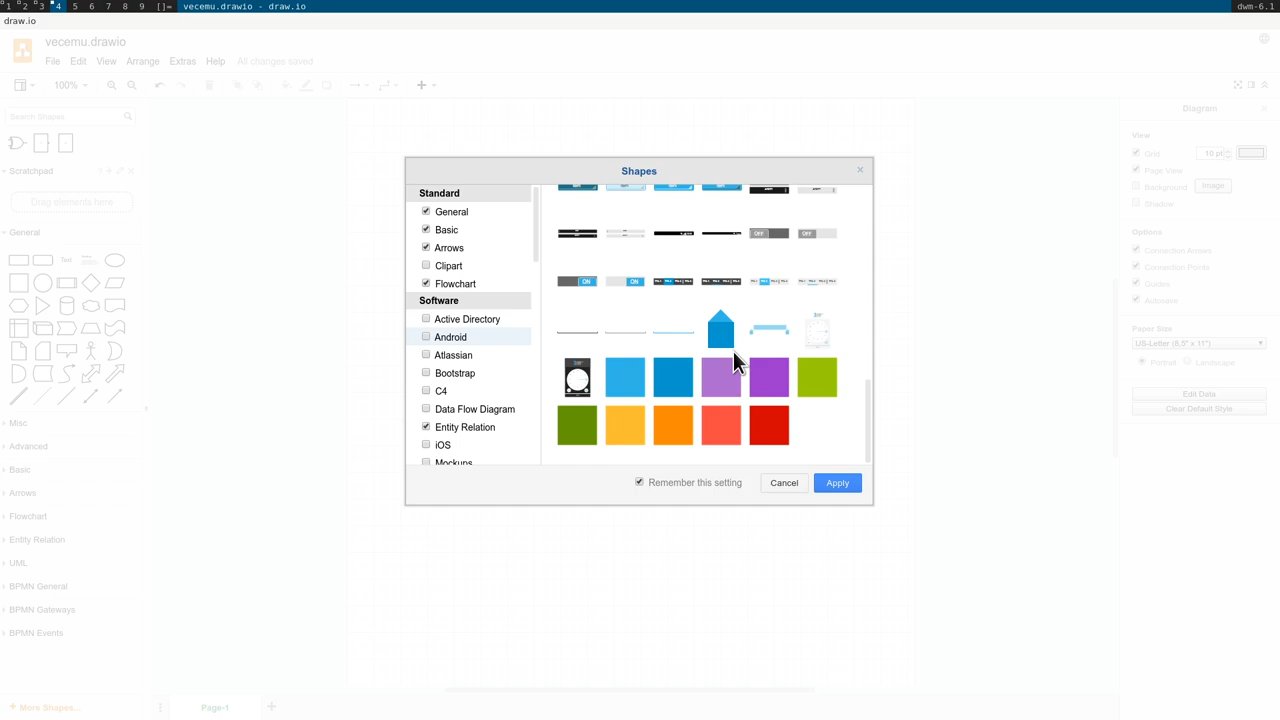 1 2 3 4 5 6 7 8 9 []= vecemu.drawio - draw.io dwm-6.1
draw.io
vecemu.drawio
File Edit View Arrange Extras Help All changes saved
100%
Search Shapes
Scratchpad
Drag elements here
General
Text
Misc
Advanced
Basic
Arrows
Flowchart
Entity Relation
UML
BPMN General
BPMN Gateways
BPMN Events
+ More Shapes...
Page-1
Shapes
Standard
General
Basic
Arrows
Clipart
Flowchart
Software
Active Directory
Android
Atlassian
Bootstrap
C4
Data Flow Diagram
Entity Relation
iOS
Mockups
OFF OFF
ON ON
Remember this setting
Cancel Apply
Diagram
View
Grid 10 pt
Page View
Background Image
Shadow
Options
Connection Arrows
Connection Points
Guides
Autosave
Paper Size
US-Letter (8,5" x 11")
Portrait Landscape
Edit Data
Clear Default Style